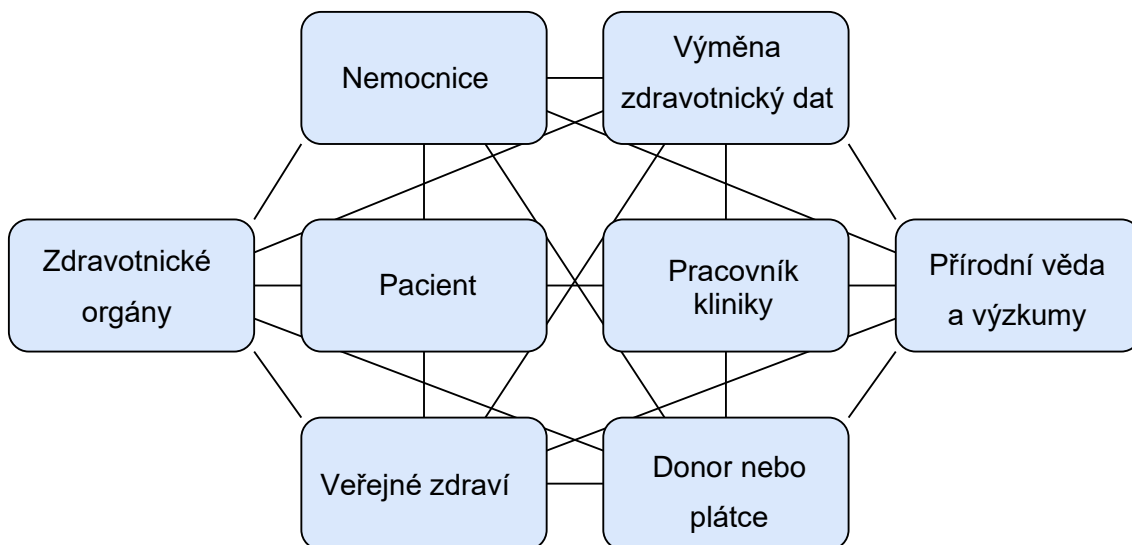 Nemocnice
Výměna
zdravotnický dat
Zdravotnické
orgány
Pacient
Pracovník
kliniky
Přírodní věda
a výzkumy
Veřejné zdraví
Donor nebo
plátce